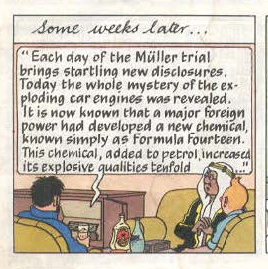 Some weeks later...
"Each day of the Müller trial
brings startling new disclosures.
Today the whole mystery of the ex-
ploding car engines was revealed.
It is now known that a major foreign
power had developed a new chemical,
known simply as Formula Fourteen.
This chemical, added to petrol, increased
its explosive qualities tenfold ..."